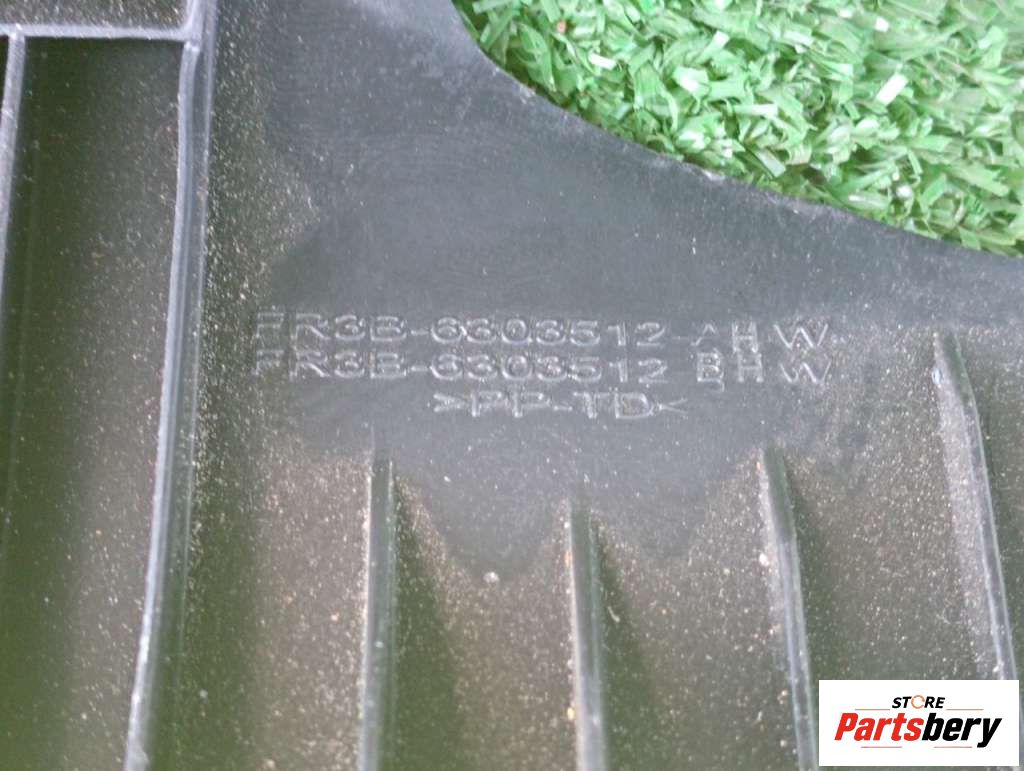 FR3B-6303512-AHW
FR3B-6303512 BHW
>PP-TD<
STORE
Partsbery